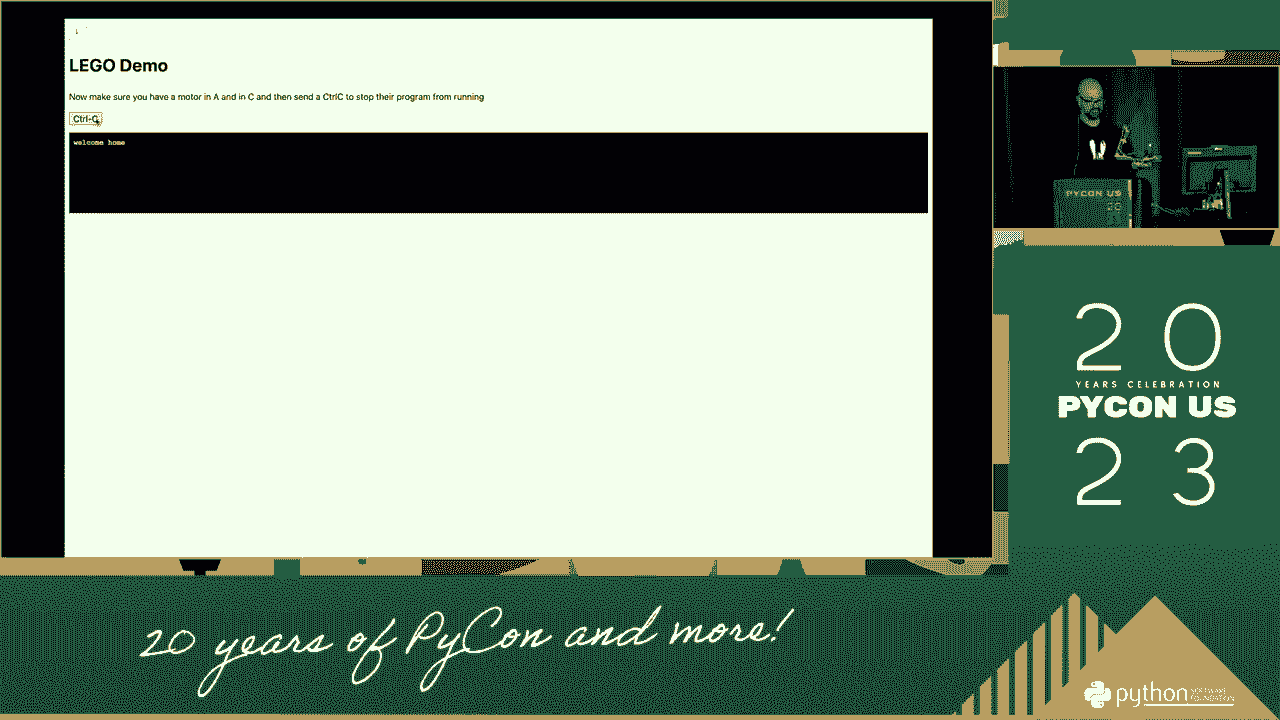 LEGO Demo
Now make sure you have a motor in A and in C and then send a CtrlC to stop their program from running
Ctrl-C
welcome home
PYCON US
20
YEARS CELEBRATION
PYCON US
23
20 years of PyCon and more!
python
SOFTWARE
FOUNDATION